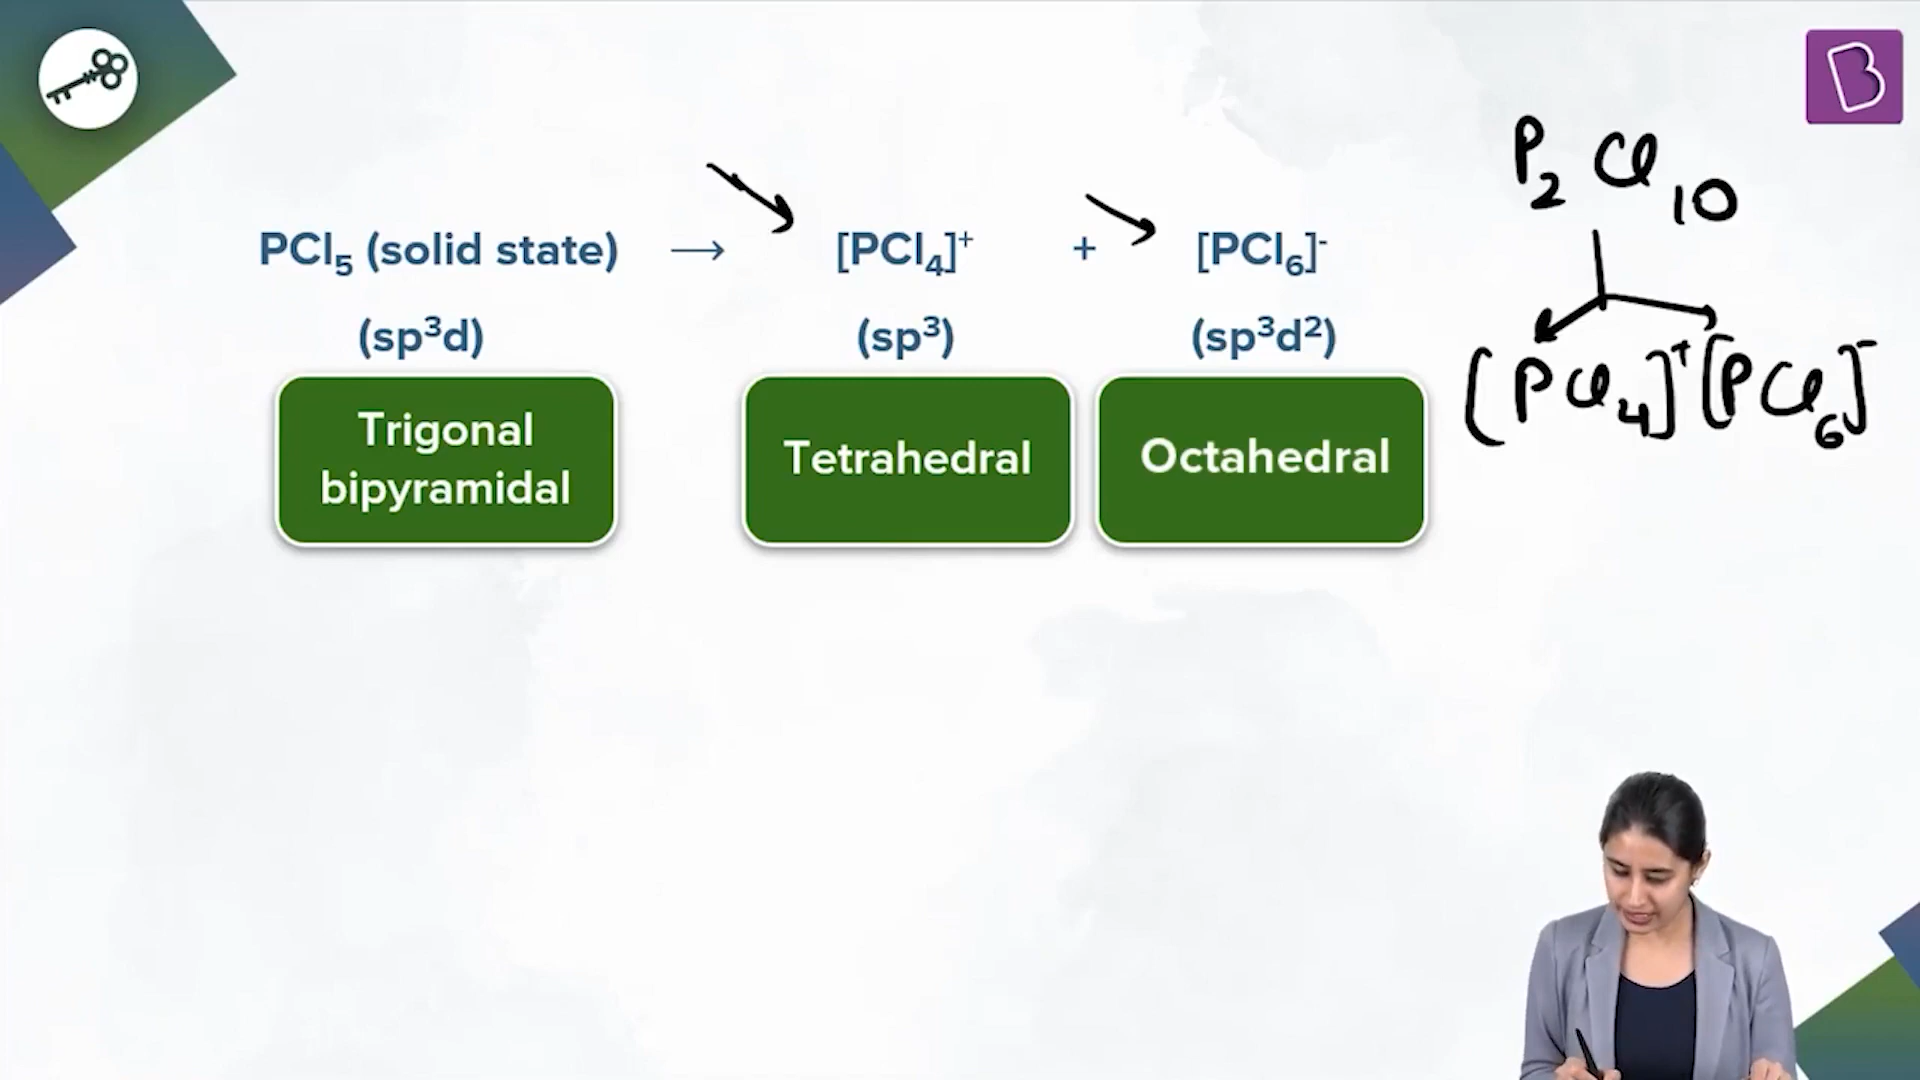 PCl₅ (solid state) ⟶ [PCl₄]⁺ + [PCl₆]⁻
(sp³d) (sp³) (sp³d²)
Trigonal
bipyramidal
Tetrahedral
Octahedral
P₂ Cl₁₀
[PCl₄]⁺ [PCl₆]⁻
B